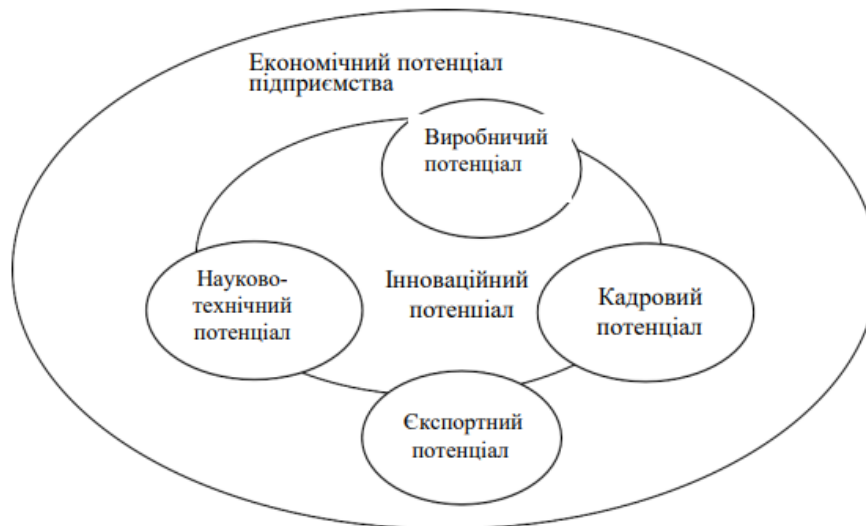 Економічний потенціал
підприємства
Виробничий
потенціал
Науково-
технічний
потенціал
Інноваційний
потенціал
Кадровий
потенціал
Єкспортний
потенціал